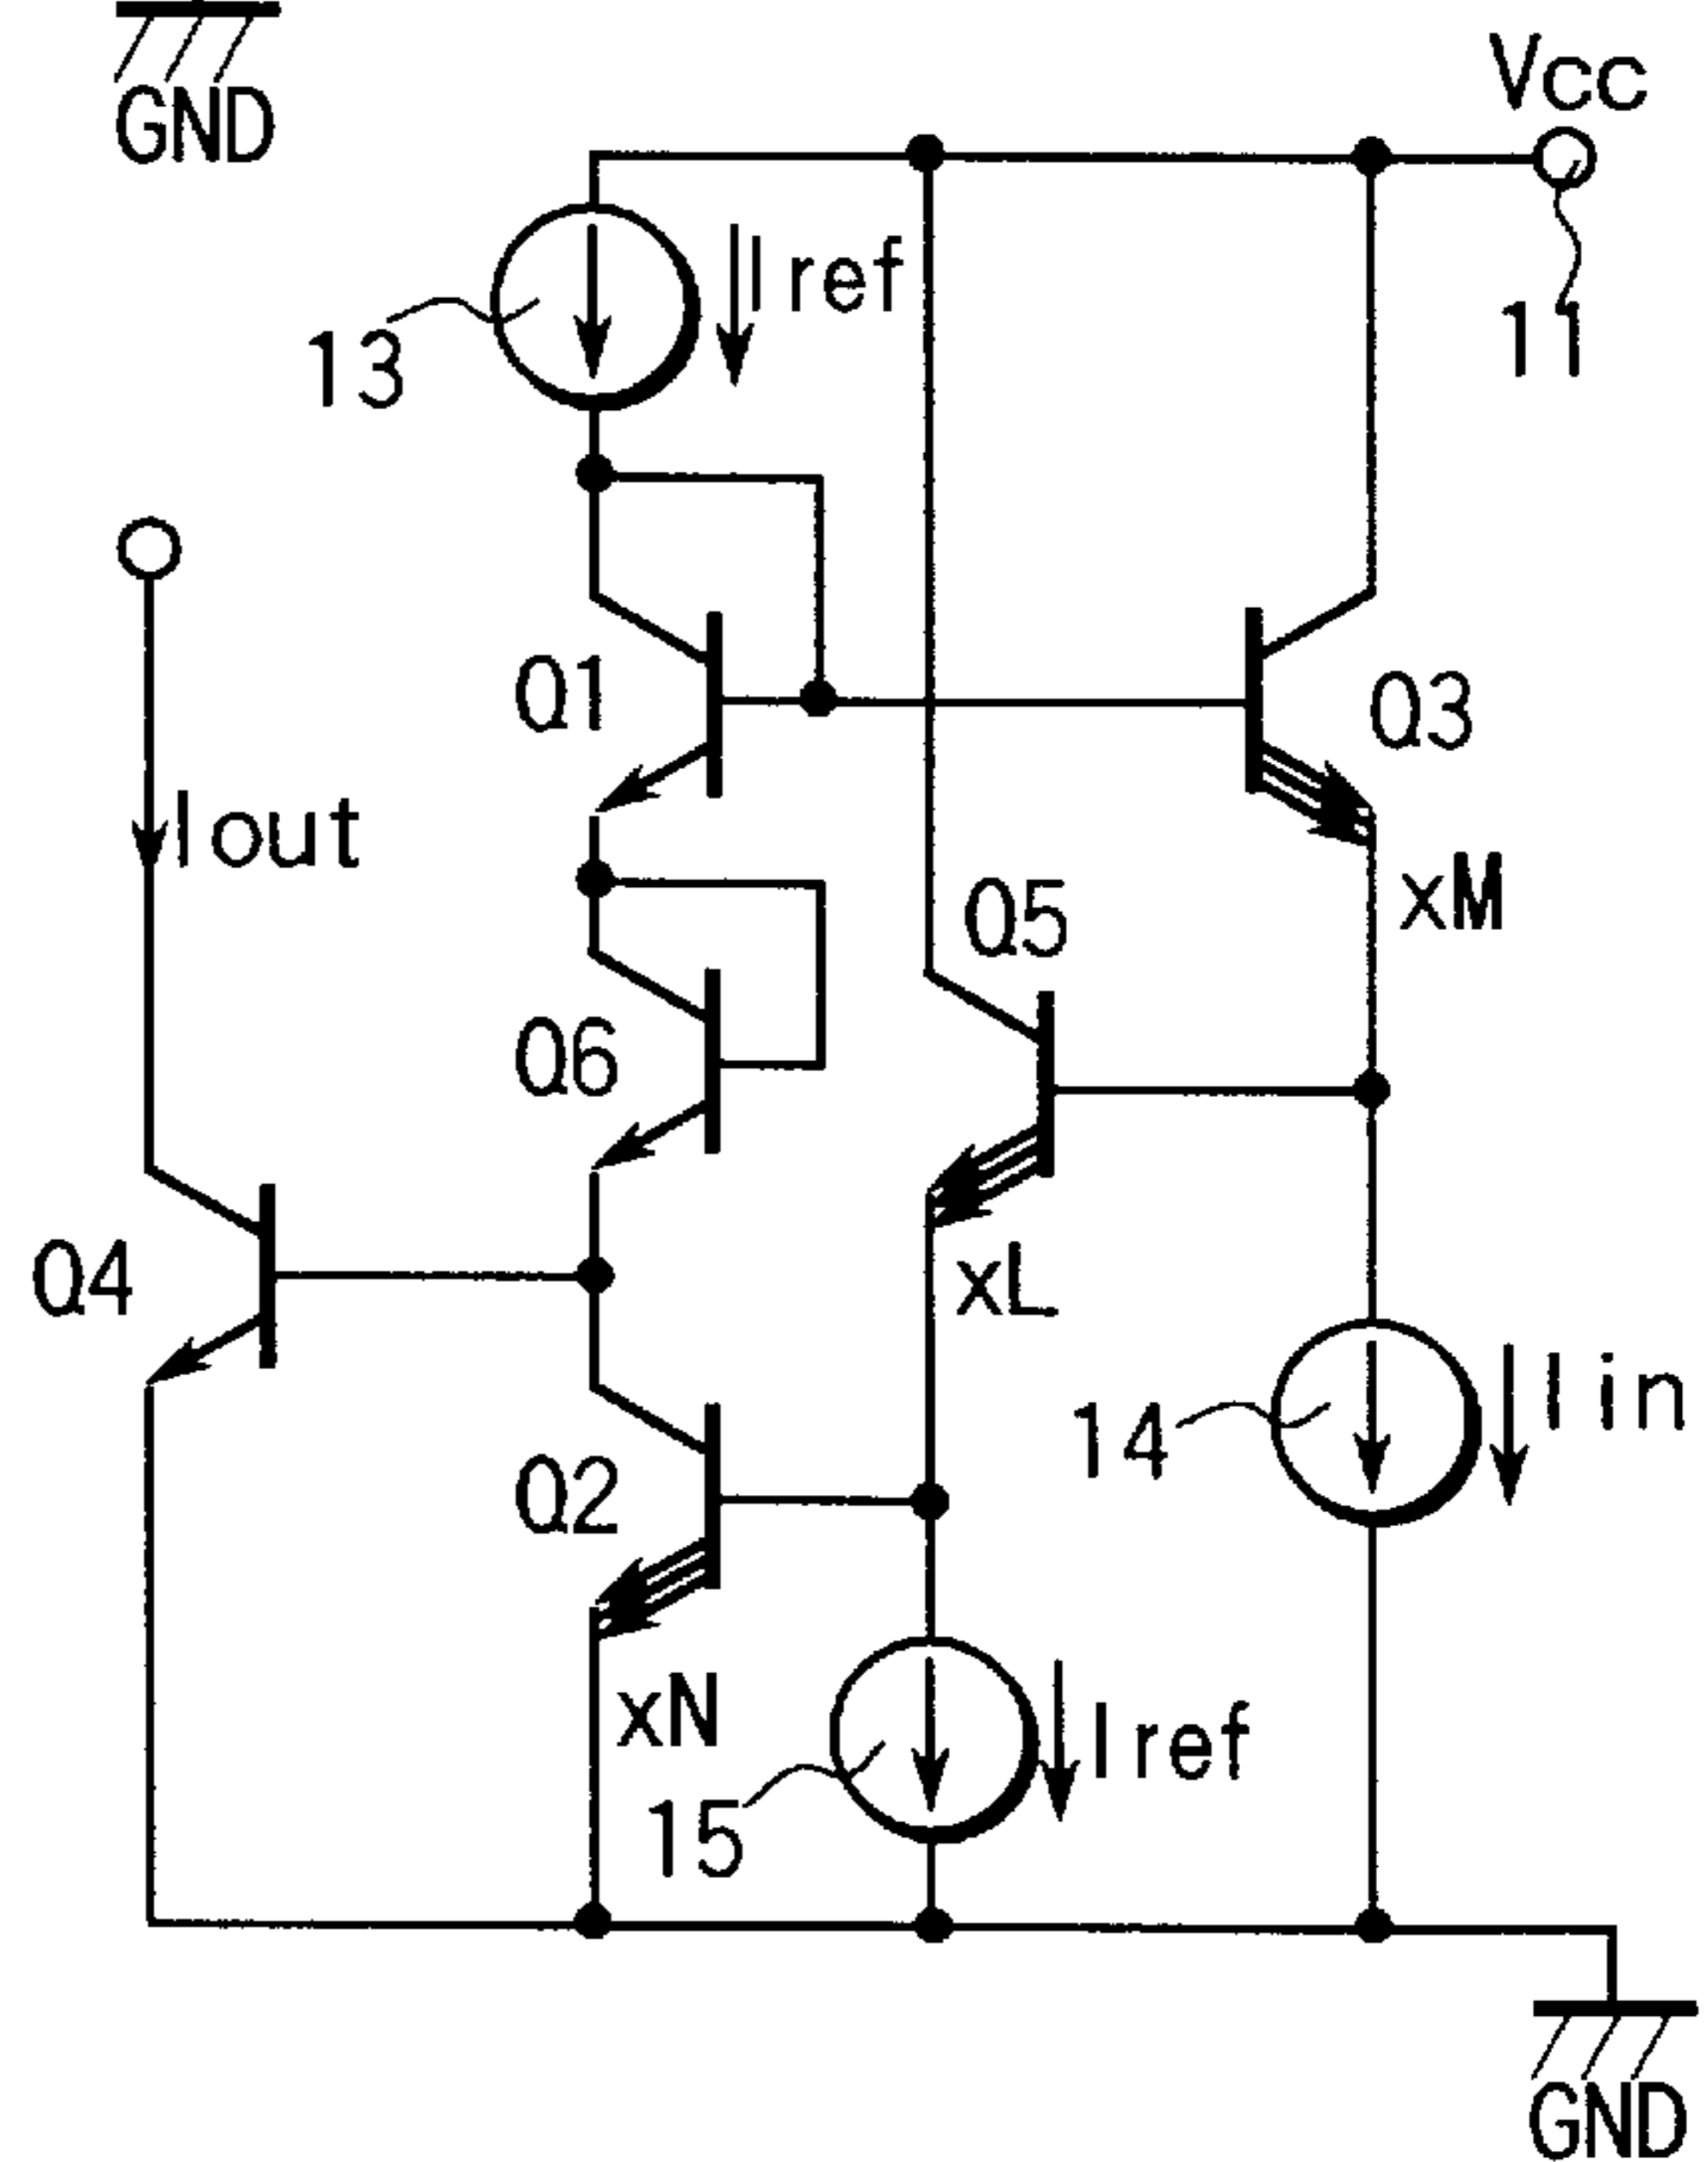 GND
Vcc
Iref
13
11
Q1
Q3
Iout
xM
Q5
Q6
Q4
xL
Iin
14
Q2
xN
Iref
15
GND